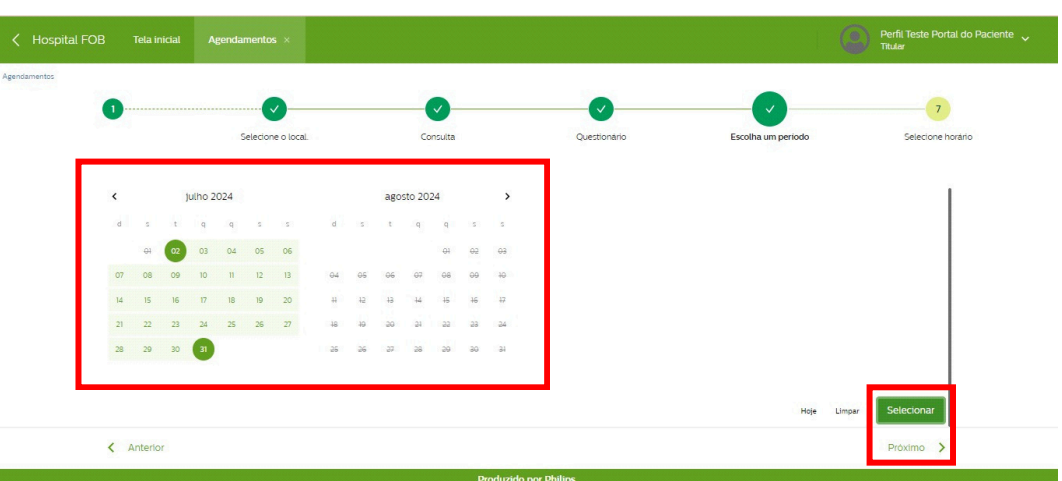 Hospital FOB Tela inicial Agendamentos × Perfil Teste Portal do Paciente
Titular
Agendamentos
1 7
Selecione o local. Consulta Questionário Escolha um período Selecione horário
julho 2024 agosto 2024
d s t q q s s d s t q q s s
01 02 03 04 05 06 01 02 03
07 08 09 10 11 12 13 04 05 06 07 08 09 10
14 15 16 17 18 19 20 11 12 13 14 15 16 17
21 22 23 24 25 26 27 18 19 20 21 22 23 24
28 29 30 31 25 26 27 28 29 30 31
Hoje Limpar Selecionar
Anterior Próximo
Produzido por Philips